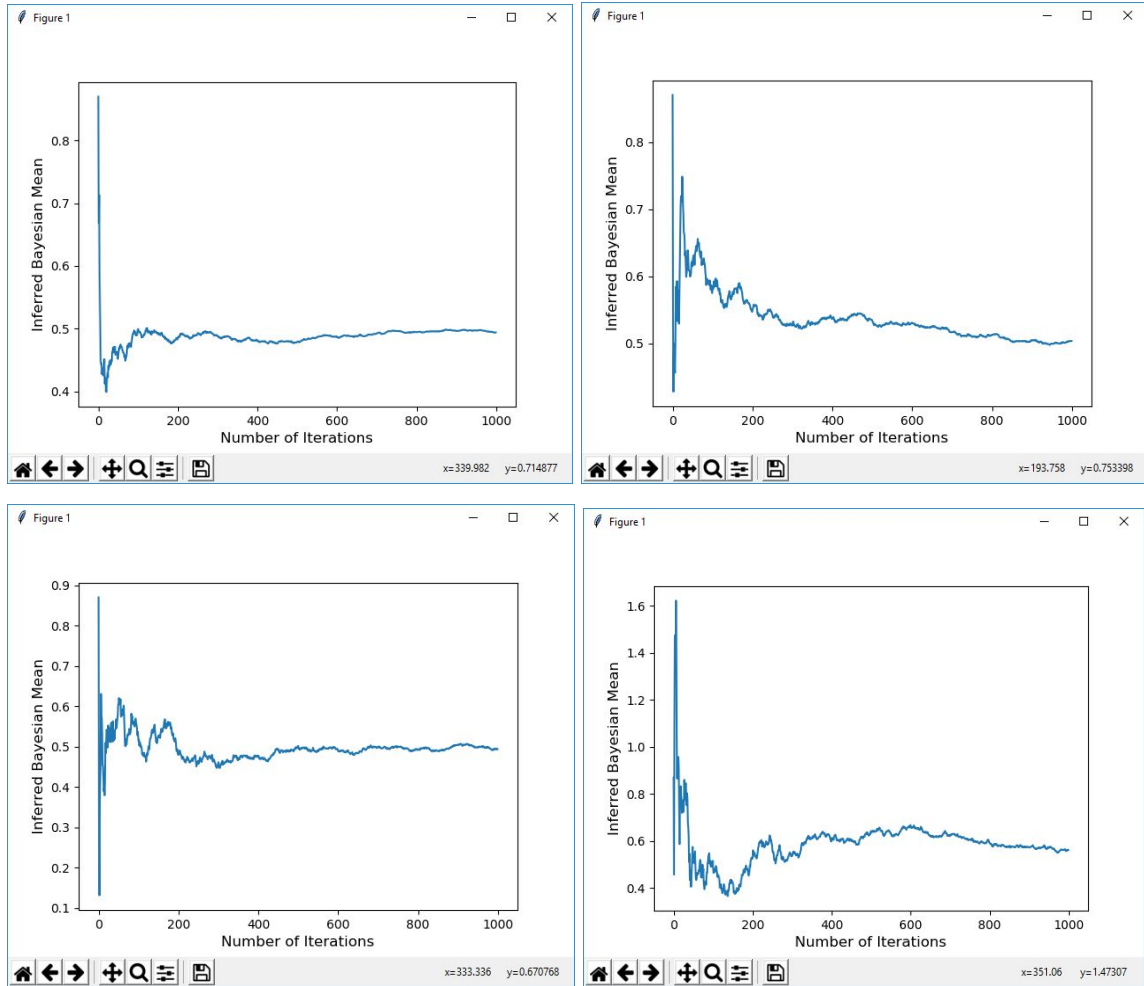 Figure 1
0.8
0.7
0.6
0.5
0.4
Inferred Bayesian Mean
0 200 400 600 800 1000
Number of Iterations
x=339.982 y=0.714877
Figure 1
0.8
0.7
0.6
0.5
Inferred Bayesian Mean
0 200 400 600 800 1000
Number of Iterations
x=193.758 y=0.753398
Figure 1
0.9
0.8
0.7
0.6
0.5
0.4
0.3
0.2
0.1
Inferred Bayesian Mean
0 200 400 600 800 1000
Number of Iterations
x=333.336 y=0.670768
Figure 1
1.6
1.4
1.2
1.0
0.8
0.6
0.4
Inferred Bayesian Mean
0 200 400 600 800 1000
Number of Iterations
x=351.06 y=1.47307